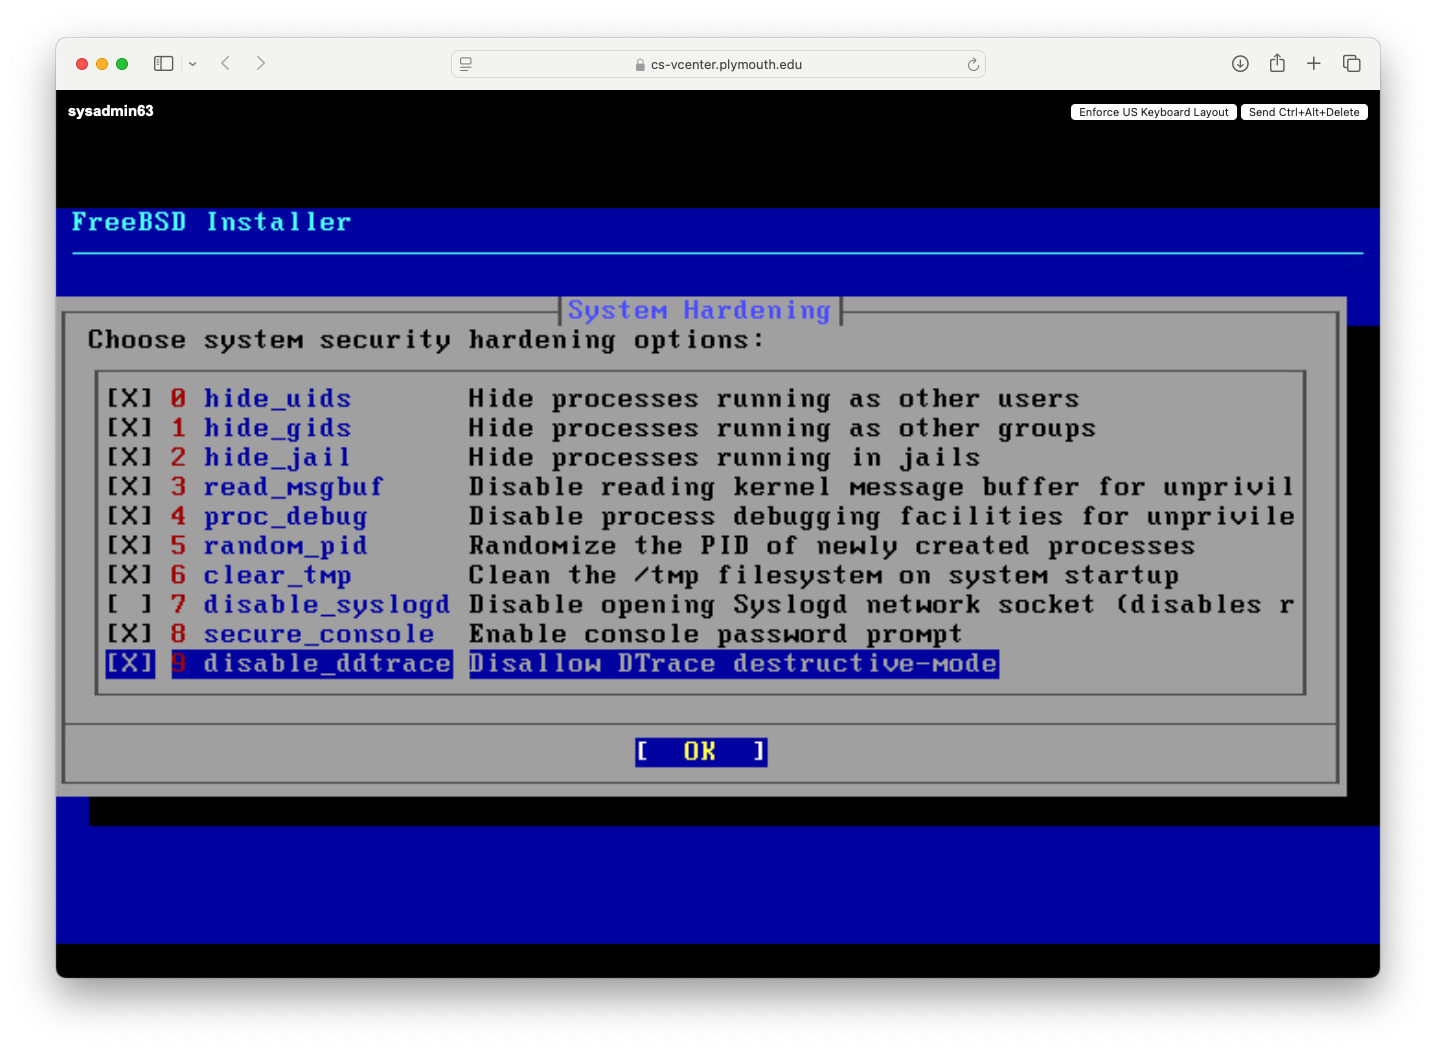 cs-vcenter.plymouth.edu
sysadmin63
Enforce US Keyboard Layout
Send Ctrl+Alt+Delete
FreeBSD Installer
System Hardening
Choose system security hardening options:
[X] 0 hide_uids Hide processes running as other users
[X] 1 hide_gids Hide processes running as other groups
[X] 2 hide_jail Hide processes running in jails
[X] 3 read_msgbuf Disable reading kernel message buffer for unprivil
[X] 4 proc_debug Disable process debugging facilities for unprivile
[X] 5 random_pid Randomize the PID of newly created processes
[X] 6 clear_tmp Clean the /tmp filesystem on system startup
[ ] 7 disable_syslogd Disable opening Syslogd network socket (disables r
[X] 8 secure_console Enable console password prompt
[X] 9 disable_ddtrace Disallow DTrace destructive-mode
[ OK ]